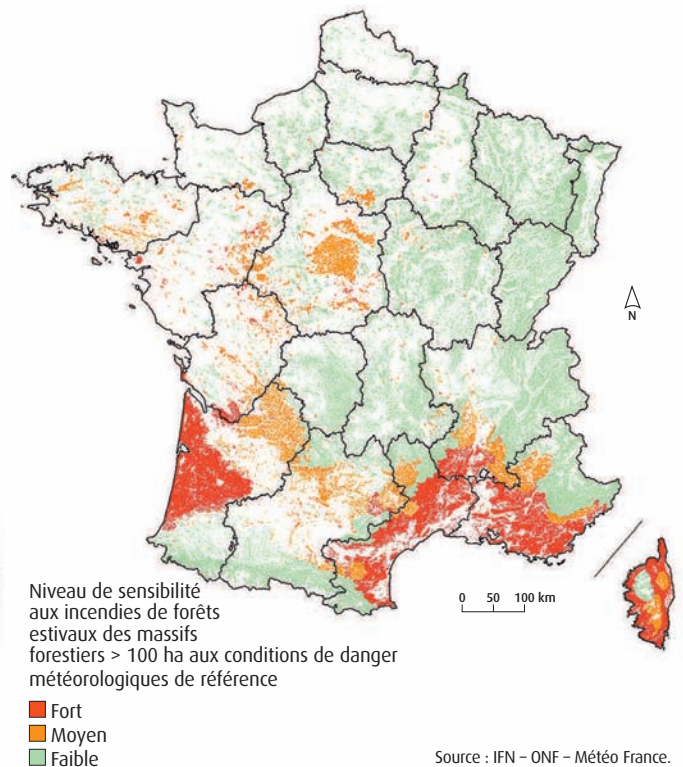 N
0 50 100 km
Niveau de sensibilité
aux incendies de forêts
estivaux des massifs
forestiers > 100 ha aux conditions de danger
météorologiques de référence
Fort
Moyen
Faible
Source : IFN – ONF – Météo France.